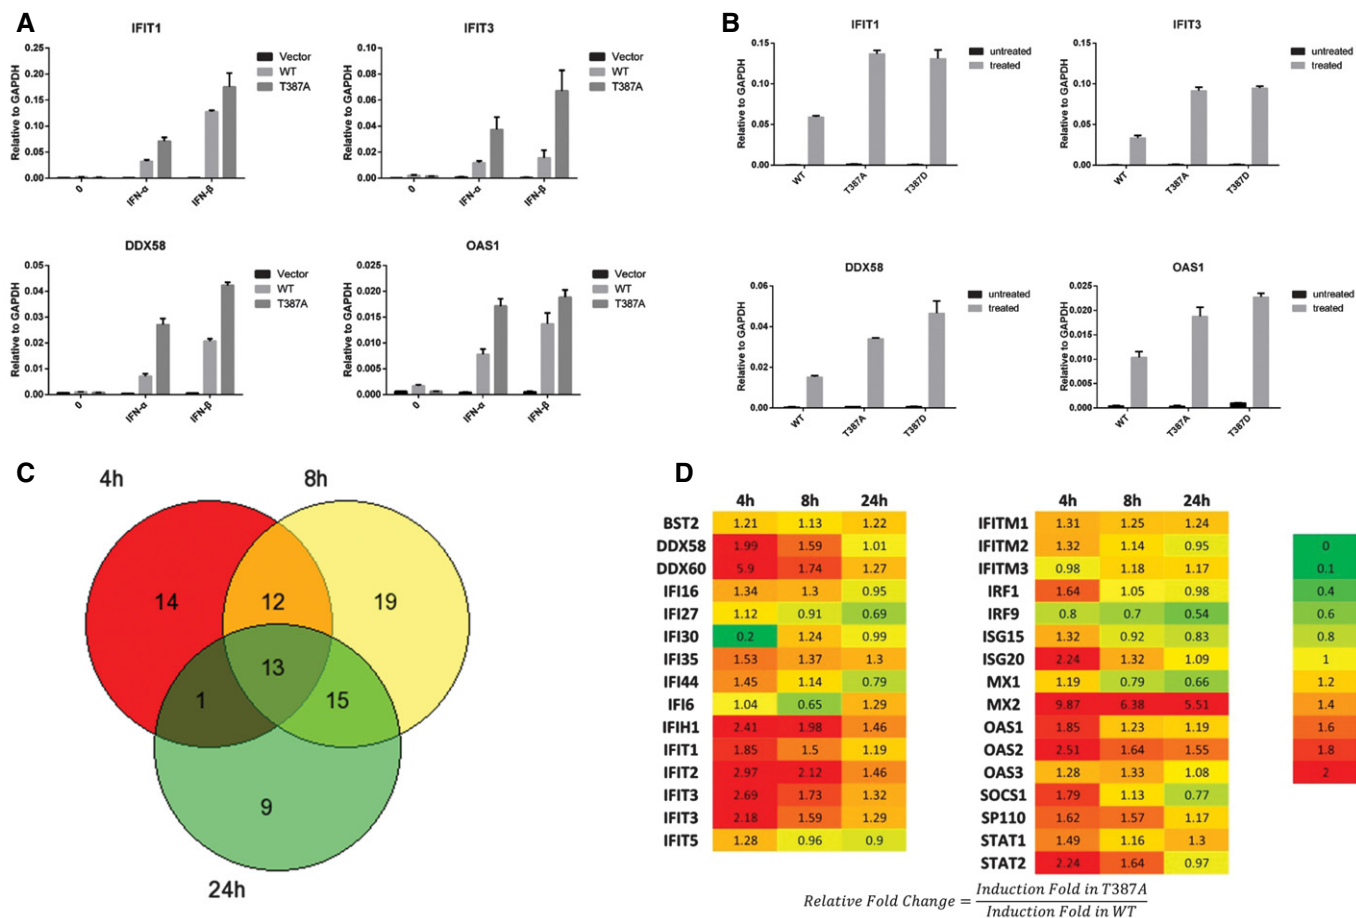 A
IFIT1
Relative to GAPDH
0.25
0.20
0.15
0.10
0.05
0.00
0
IFN-α
IFN-β
Vector
WT
T387A
IFIT3
Relative to GAPDH
0.10
0.08
0.06
0.04
0.02
0.00
0
IFN-α
IFN-β
Vector
WT
T387A
DDX58
Relative to GAPDH
0.05
0.04
0.03
0.02
0.01
0.00
0
IFN-α
IFN-β
Vector
WT
T387A
OAS1
Relative to GAPDH
0.025
0.020
0.015
0.010
0.005
0.000
0
IFN-α
IFN-β
Vector
WT
T387A
B
IFIT1
Relative to GAPDH
0.15
0.10
0.05
0.00
WT
T387A
T387D
untreated
treated
IFIT3
Relative to GAPDH
0.15
0.10
0.05
0.00
WT
T387A
T387D
untreated
treated
DDX58
Relative to GAPDH
0.06
0.04
0.02
0.00
WT
T387A
T387D
untreated
treated
OAS1
Relative to GAPDH
0.025
0.020
0.015
0.010
0.005
0.000
WT
T387A
T387D
untreated
treated
C
4h
8h
14
12
19
13
1
15
9
24h
D
4h 8h 24h
BST2 1.21 1.13 1.22
DDX58 1.99 1.59 1.01
DDX60 5.9 1.74 1.27
IFI16 1.34 1.3 0.95
IFI27 1.12 0.91 0.69
IFI30 0.2 1.24 0.99
IFI35 1.53 1.37 1.3
IFI44 1.45 1.14 0.79
IFI6 1.04 0.65 1.29
IFIH1 2.41 1.98 1.46
IFIT1 1.85 1.5 1.19
IFIT2 2.97 2.12 1.46
IFIT3 2.69 1.73 1.32
IFIT3 2.18 1.59 1.29
IFIT5 1.28 0.96 0.9
4h 8h 24h
IFITM1 1.31 1.25 1.24
IFITM2 1.32 1.14 0.95
IFITM3 0.98 1.18 1.17
IRF1 1.64 1.05 0.98
IRF9 0.8 0.7 0.54
ISG15 1.32 0.92 0.83
ISG20 2.24 1.32 1.09
MX1 1.19 0.79 0.66
MX2 9.87 6.38 5.51
OAS1 1.85 1.23 1.19
OAS2 2.51 1.64 1.55
OAS3 1.28 1.33 1.08
SOCS1 1.79 1.13 0.77
SP110 1.62 1.57 1.17
STAT1 1.49 1.16 1.3
STAT2 2.24 1.64 0.97
0
0.1
0.4
0.6
0.8
1
1.2
1.4
1.6
1.8
2
Induction Fold in T387A
Relative Fold Change =
Induction Fold in WT